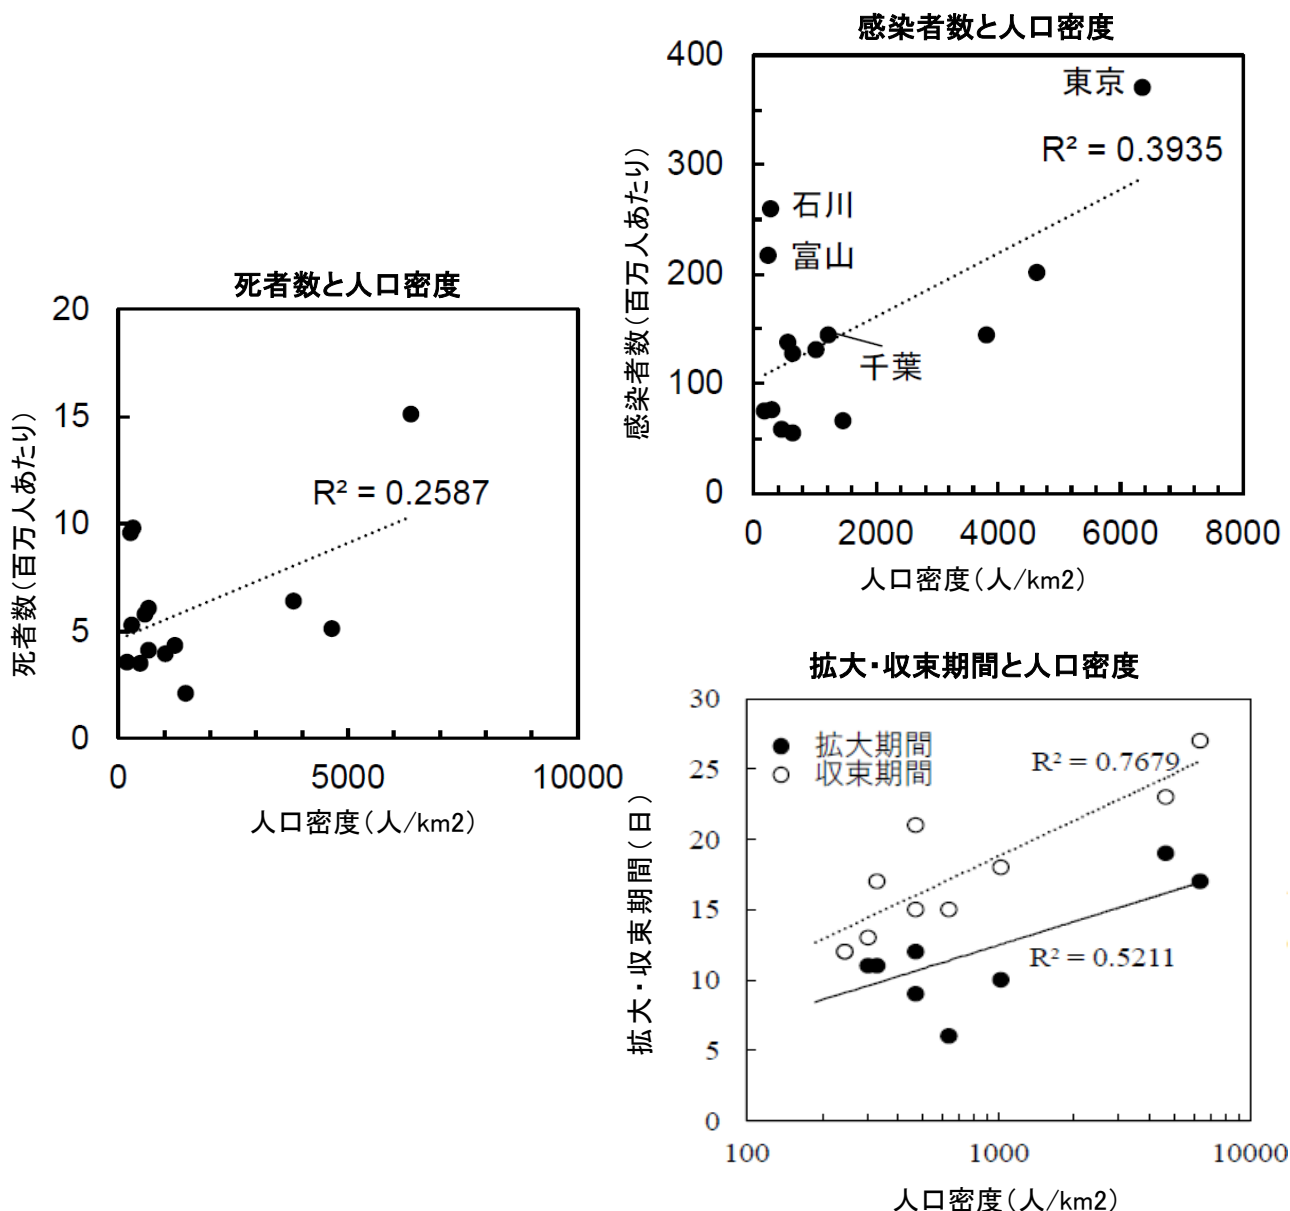 死者数と人口密度
死者数(百万人あたり)
20
15
10
5
0
R² = 0.2587
0 5000 10000
人口密度(人/km2)
感染者数と人口密度
感染者数(百万人あたり)
400
300
200
100
0
東京
R² = 0.3935
石川
富山
千葉
0 2000 4000 6000 8000
人口密度(人/km2)
拡大・収束期間と人口密度
拡大・収束期間(日)
30
25
20
15
10
5
0
拡大期間
収束期間
R² = 0.7679
R² = 0.5211
100 1000 10000
人口密度(人/km2)